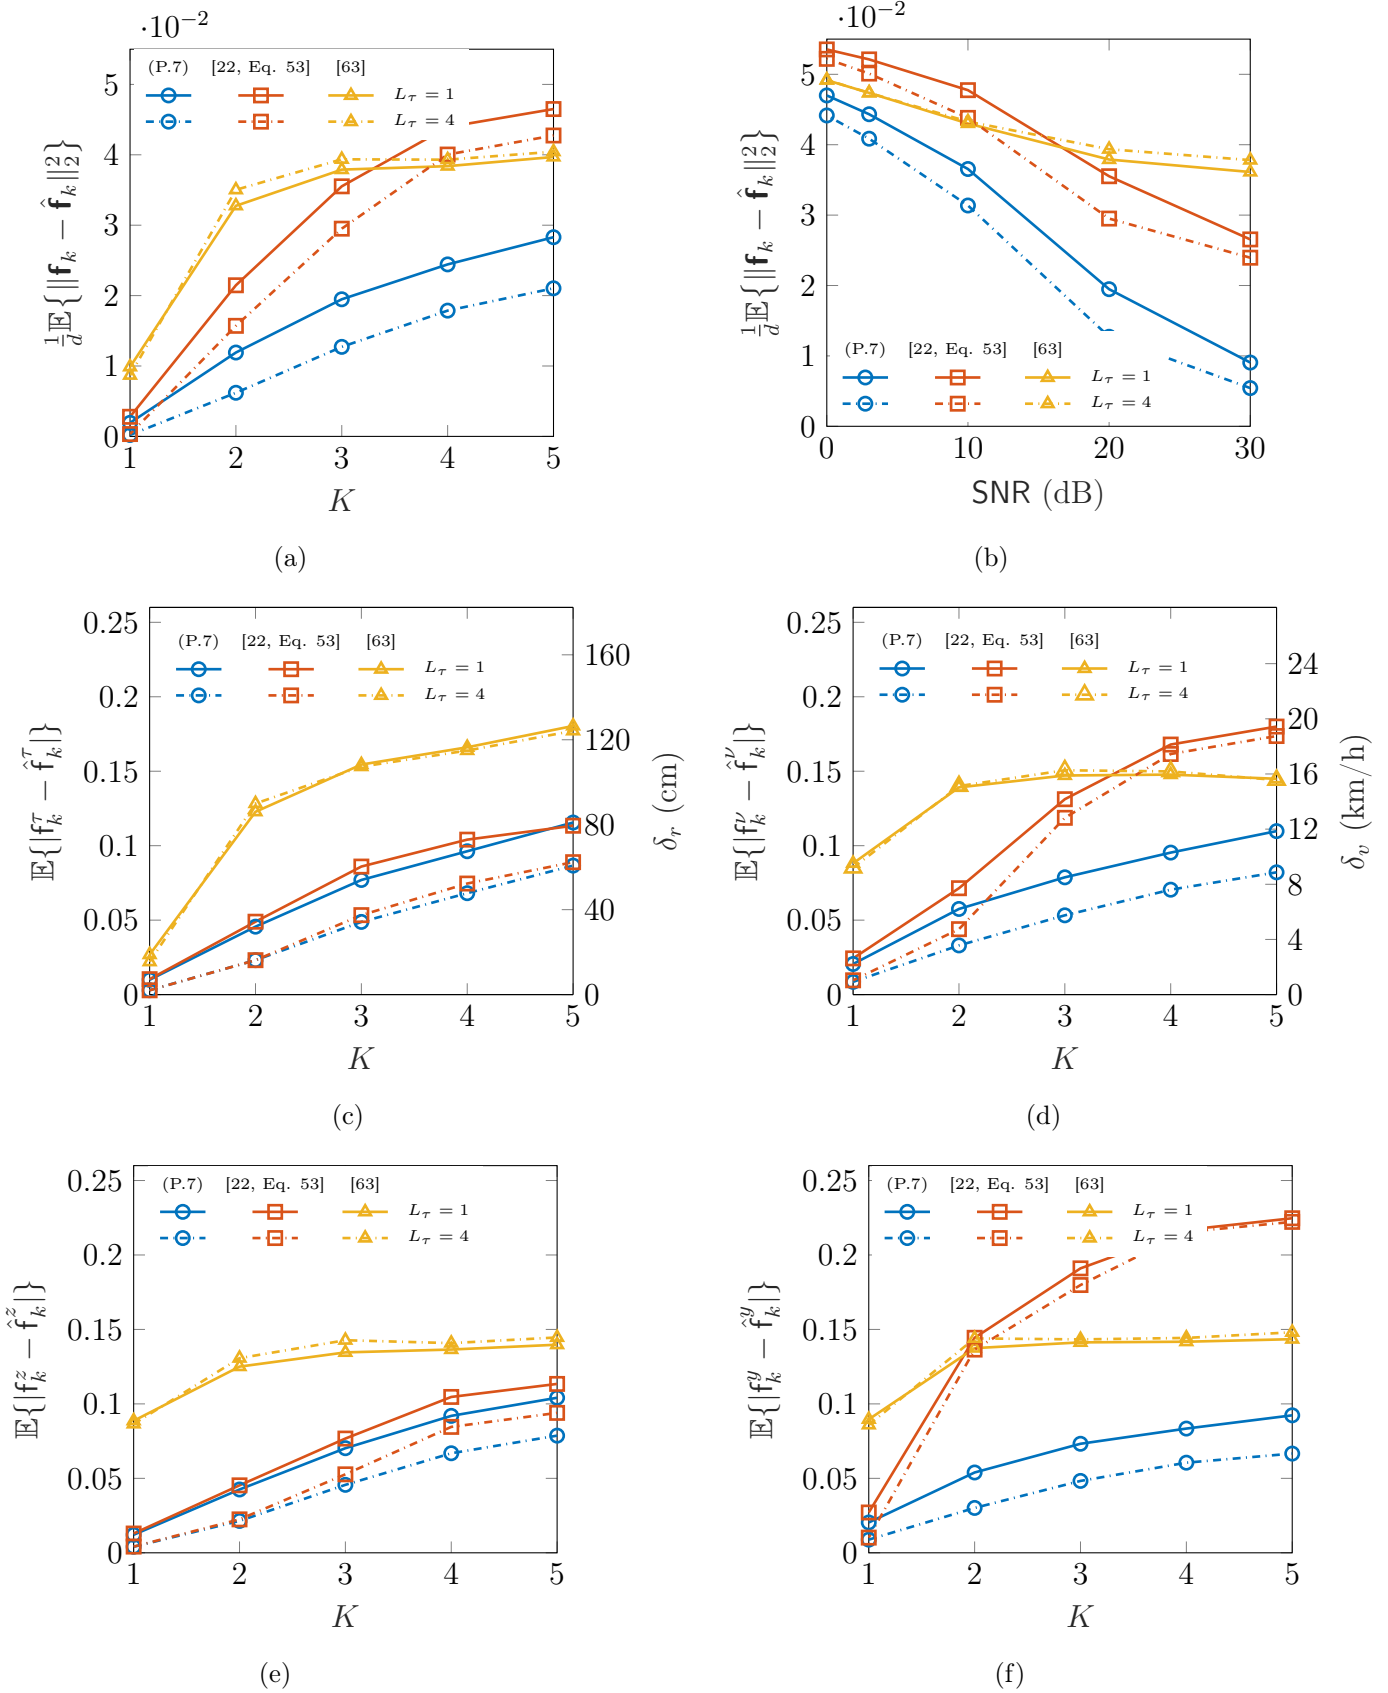 ·10⁻²
(P.7) [22, Eq. 53] [63]
L_τ = 1
L_τ = 4
5
4
3
2
1
0
1 2 3 4 5
K
1/d 𝔼{||f_k − f̂_k||₂²}
(a)
·10⁻²
5
4
3
2
1
0
(P.7) [22, Eq. 53] [63]
L_τ = 1
L_τ = 4
0 10 20 30
SNR (dB)
1/d 𝔼{||f_k − f̂_k||₂²}
(b)
0.25
0.2
0.15
0.1
0.05
0
(P.7) [22, Eq. 53] [63]
L_τ = 1
L_τ = 4
160
120
80
40
0
1 2 3 4 5
K
𝔼{|f_k^τ − f̂_k^τ|}
δ_r (cm)
(c)
0.25
0.2
0.15
0.1
0.05
0
(P.7) [22, Eq. 53] [63]
L_τ = 1
L_τ = 4
24
20
16
12
8
4
0
1 2 3 4 5
K
𝔼{|f_k^ν − f̂_k^ν|}
δ_v (km/h)
(d)
0.25
0.2
0.15
0.1
0.05
0
(P.7) [22, Eq. 53] [63]
L_τ = 1
L_τ = 4
1 2 3 4 5
K
𝔼{|f_k^z − f̂_k^z|}
(e)
0.25
0.2
0.15
0.1
0.05
0
(P.7) [22, Eq. 53] [63]
L_τ = 1
L_τ = 4
1 2 3 4 5
K
𝔼{|f_k^y − f̂_k^y|}
(f)